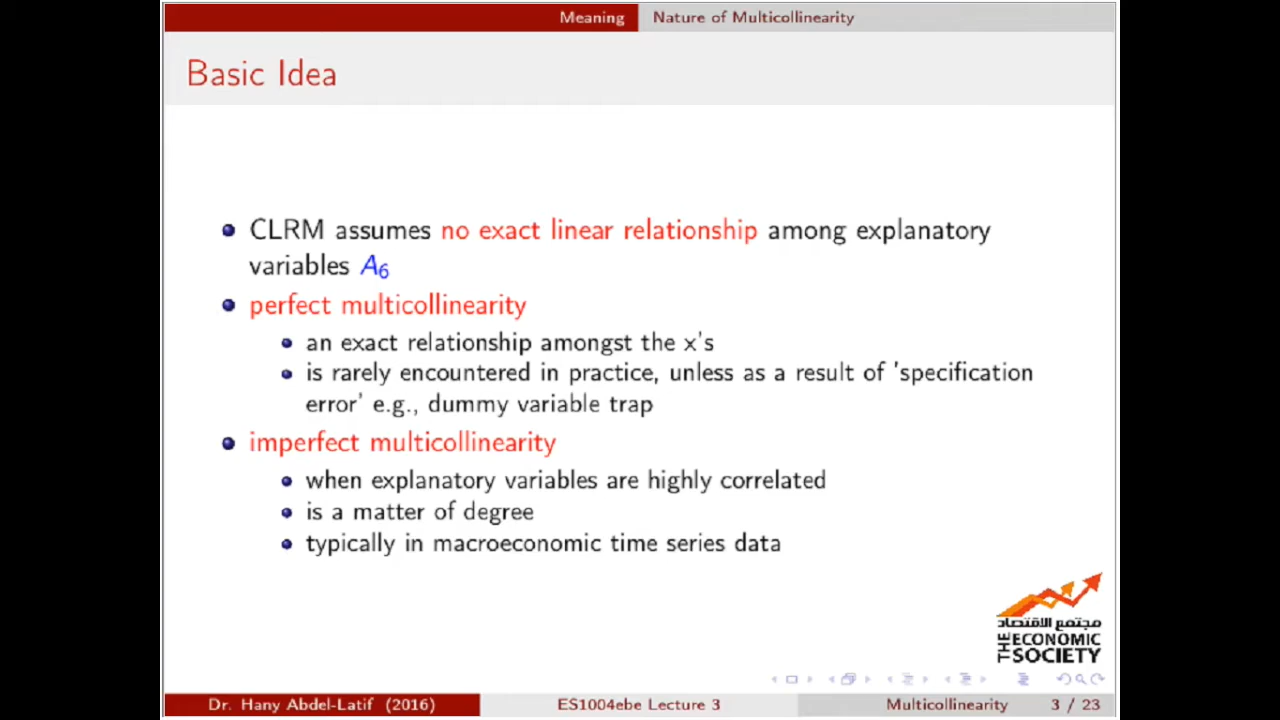 Meaning Nature of Multicollinearity
Basic Idea
CLRM assumes no exact linear relationship among explanatory
variables A6
perfect multicollinearity
an exact relationship amongst the x's
is rarely encountered in practice, unless as a result of 'specification
error' e.g., dummy variable trap
imperfect multicollinearity
when explanatory variables are highly correlated
is a matter of degree
typically in macroeconomic time series data
مجتمع الاقتصاد
THE ECONOMIC
SOCIETY
Dr. Hany Abdel-Latif (2016) ES1004ebe Lecture 3 Multicollinearity 3 / 23